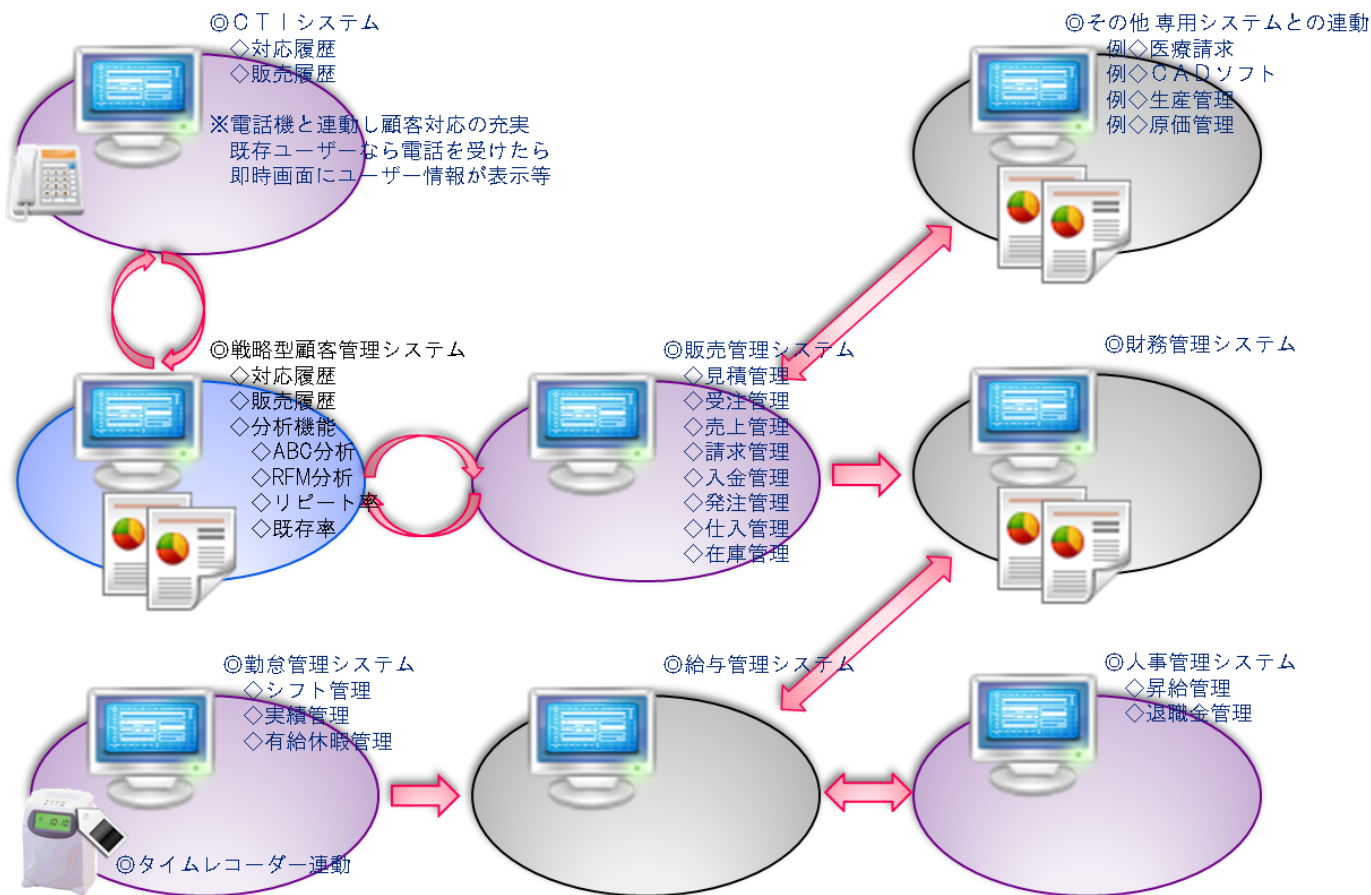 ◎ＣＴＩシステム
◇対応履歴
◇販売履歴
※電話機と連動し顧客対応の充実
既存ユーザーなら電話を受けたら
即時画面にユーザー情報が表示等
◎その他 専用システムとの連動
例◇医療請求
例◇ＣＡＤソフト
例◇生産管理
例◇原価管理
◎戦略型顧客管理システム
◇対応履歴
◇販売履歴
◇分析機能
◇ABC分析
◇RFM分析
◇リピート率
◇既存率
◎販売管理システム
◇見積管理
◇受注管理
◇売上管理
◇請求管理
◇入金管理
◇発注管理
◇仕入管理
◇在庫管理
◎財務管理システム
◎勤怠管理システム
◇シフト管理
◇実績管理
◇有給休暇管理
◎タイムレコーダー連動
◎給与管理システム
◎人事管理システム
◇昇給管理
◇退職金管理